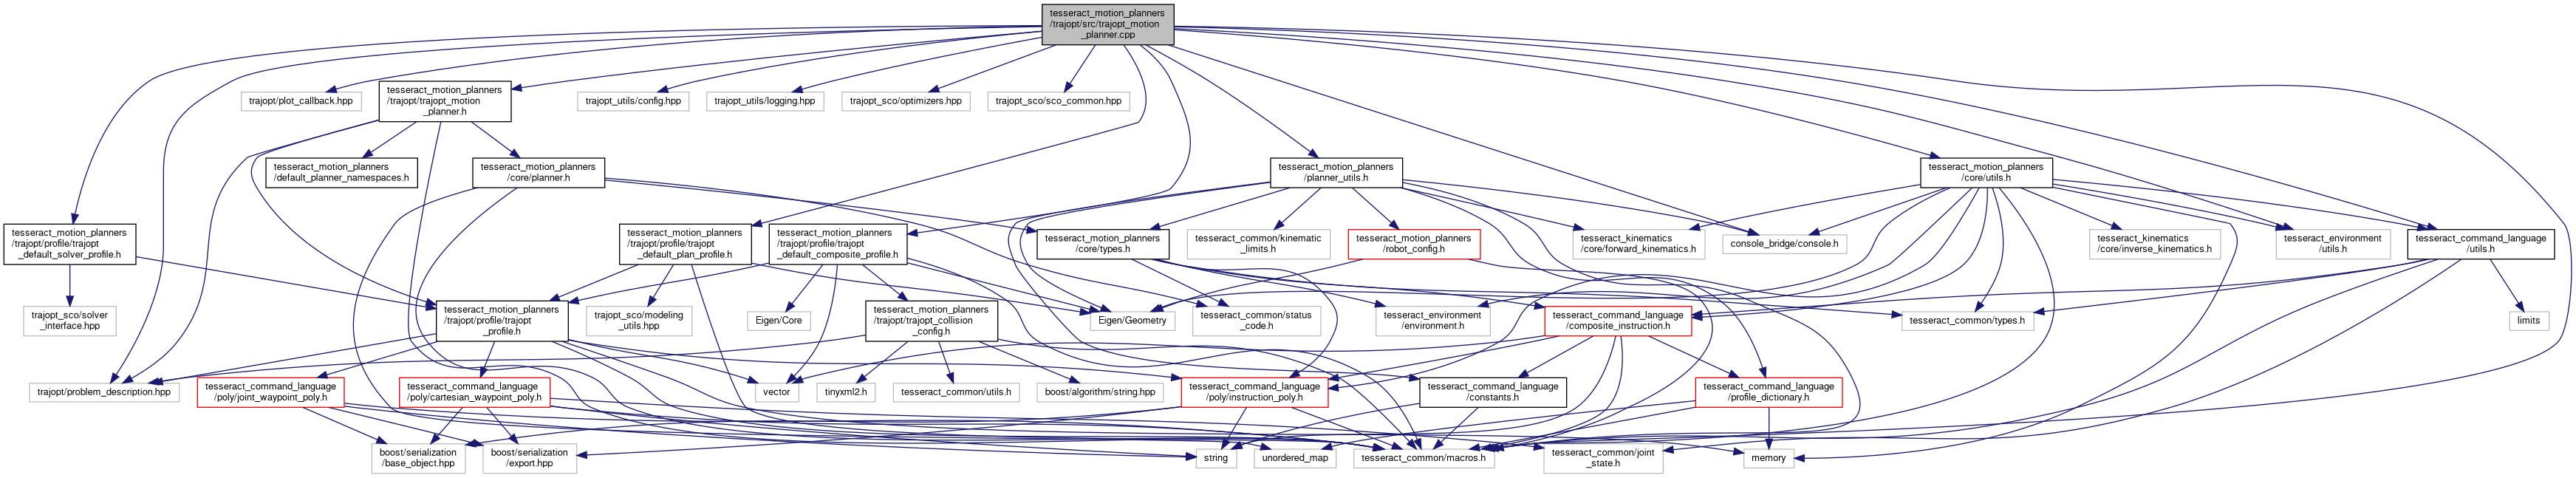 tesseract_motion_planners
/trajopt/src/trajopt_motion
_planner.cpp
trajopt/plot_callback.hpp
tesseract_motion_planners
/trajopt/trajopt_motion
_planner.h
trajopt_utils/config.hpp
trajopt_utils/logging.hpp
trajopt_sco/optimizers.hpp
trajopt_sco/sco_common.hpp
tesseract_motion_planners
/default_planner_namespaces.h
tesseract_motion_planners
/core/planner.h
tesseract_motion_planners
/planner_utils.h
tesseract_motion_planners
/core/utils.h
tesseract_motion_planners
/trajopt/profile/trajopt
_default_solver_profile.h
tesseract_motion_planners
/trajopt/profile/trajopt
_default_plan_profile.h
tesseract_motion_planners
/trajopt/profile/trajopt
_default_composite_profile.h
tesseract_motion_planners
/core/types.h
tesseract_common/kinematic
_limits.h
tesseract_motion_planners
/robot_config.h
tesseract_kinematics
/core/forward_kinematics.h
console_bridge/console.h
tesseract_kinematics
/core/inverse_kinematics.h
tesseract_environment
/utils.h
tesseract_command_language
/utils.h
trajopt_sco/solver
_interface.hpp
tesseract_motion_planners
/trajopt/profile/trajopt
_profile.h
trajopt_sco/modeling
_utils.hpp
Eigen/Core
tesseract_motion_planners
/trajopt/trajopt_collision
_config.h
Eigen/Geometry
tesseract_common/status
_code.h
tesseract_environment
/environment.h
tesseract_command_language
/composite_instruction.h
tesseract_common/types.h
limits
trajopt/problem_description.hpp
tesseract_command_language
/poly/joint_waypoint_poly.h
tesseract_command_language
/poly/cartesian_waypoint_poly.h
vector
tinyxml2.h
tesseract_common/utils.h
boost/algorithm/string.hpp
tesseract_command_language
/poly/instruction_poly.h
tesseract_command_language
/constants.h
tesseract_command_language
/profile_dictionary.h
boost/serialization
/base_object.hpp
boost/serialization
/export.hpp
string
unordered_map
tesseract_common/macros.h
tesseract_common/joint
_state.h
memory